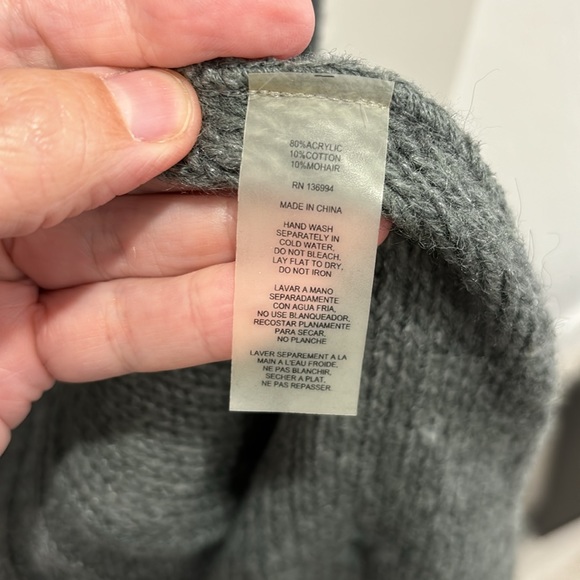 80%ACRYLIC
10%COTTON
10%MOHAIR
RN 136994
MADE IN CHINA
HAND WASH
SEPARATELY IN
COLD WATER,
DO NOT BLEACH,
LAY FLAT TO DRY,
DO NOT IRON
LAVAR A MANO
SEPARADAMENTE
CON AGUA FRIA,
NO USE BLANQUEADOR,
RECOSTAR PLANAMENTE
PARA SECAR,
NO PLANCHE
LAVER SEPAREMENT A LA
MAIN A L'EAU FROIDE,
NE PAS BLANCHIR,
SECHER A PLAT,
NE PAS REPASSER.